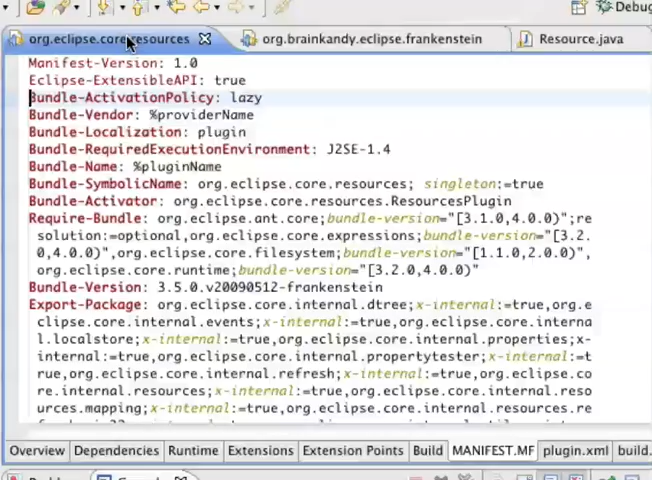 Debug
org.eclipse.core.resources
org.brainkandy.eclipse.frankenstein
Resource.java
Manifest-Version: 1.0
Eclipse-ExtensibleAPI: true
Bundle-ActivationPolicy: lazy
Bundle-Vendor: %providerName
Bundle-Localization: plugin
Bundle-RequiredExecutionEnvironment: J2SE-1.4
Bundle-Name: %pluginName
Bundle-SymbolicName: org.eclipse.core.resources; singleton:=true
Bundle-Activator: org.eclipse.core.resources.ResourcesPlugin
Require-Bundle: org.eclipse.ant.core;bundle-version="[3.1.0,4.0.0)";re
solution:=optional,org.eclipse.core.expressions;bundle-version="[3.2.
0,4.0.0)",org.eclipse.core.filesystem;bundle-version="[1.1.0,2.0.0)",
org.eclipse.core.runtime;bundle-version="[3.2.0,4.0.0)"
Bundle-Version: 3.5.0.v20090512-frankenstein
Export-Package: org.eclipse.core.internal.dtree;x-internal:=true,org.e
clipse.core.internal.events;x-internal:=true,org.eclipse.core.interna
l.localstore;x-internal:=true,org.eclipse.core.internal.properties;x-
internal:=true,org.eclipse.core.internal.propertytester;x-internal:=t
rue,org.eclipse.core.internal.refresh;x-internal:=true,org.eclipse.co
re.internal.resources;x-internal:=true,org.eclipse.core.internal.reso
urces.mapping;x-internal:=true,org.eclipse.core.internal.resources.re
Overview
Dependencies
Runtime
Extensions
Extension Points
Build
MANIFEST.MF
plugin.xml
build.